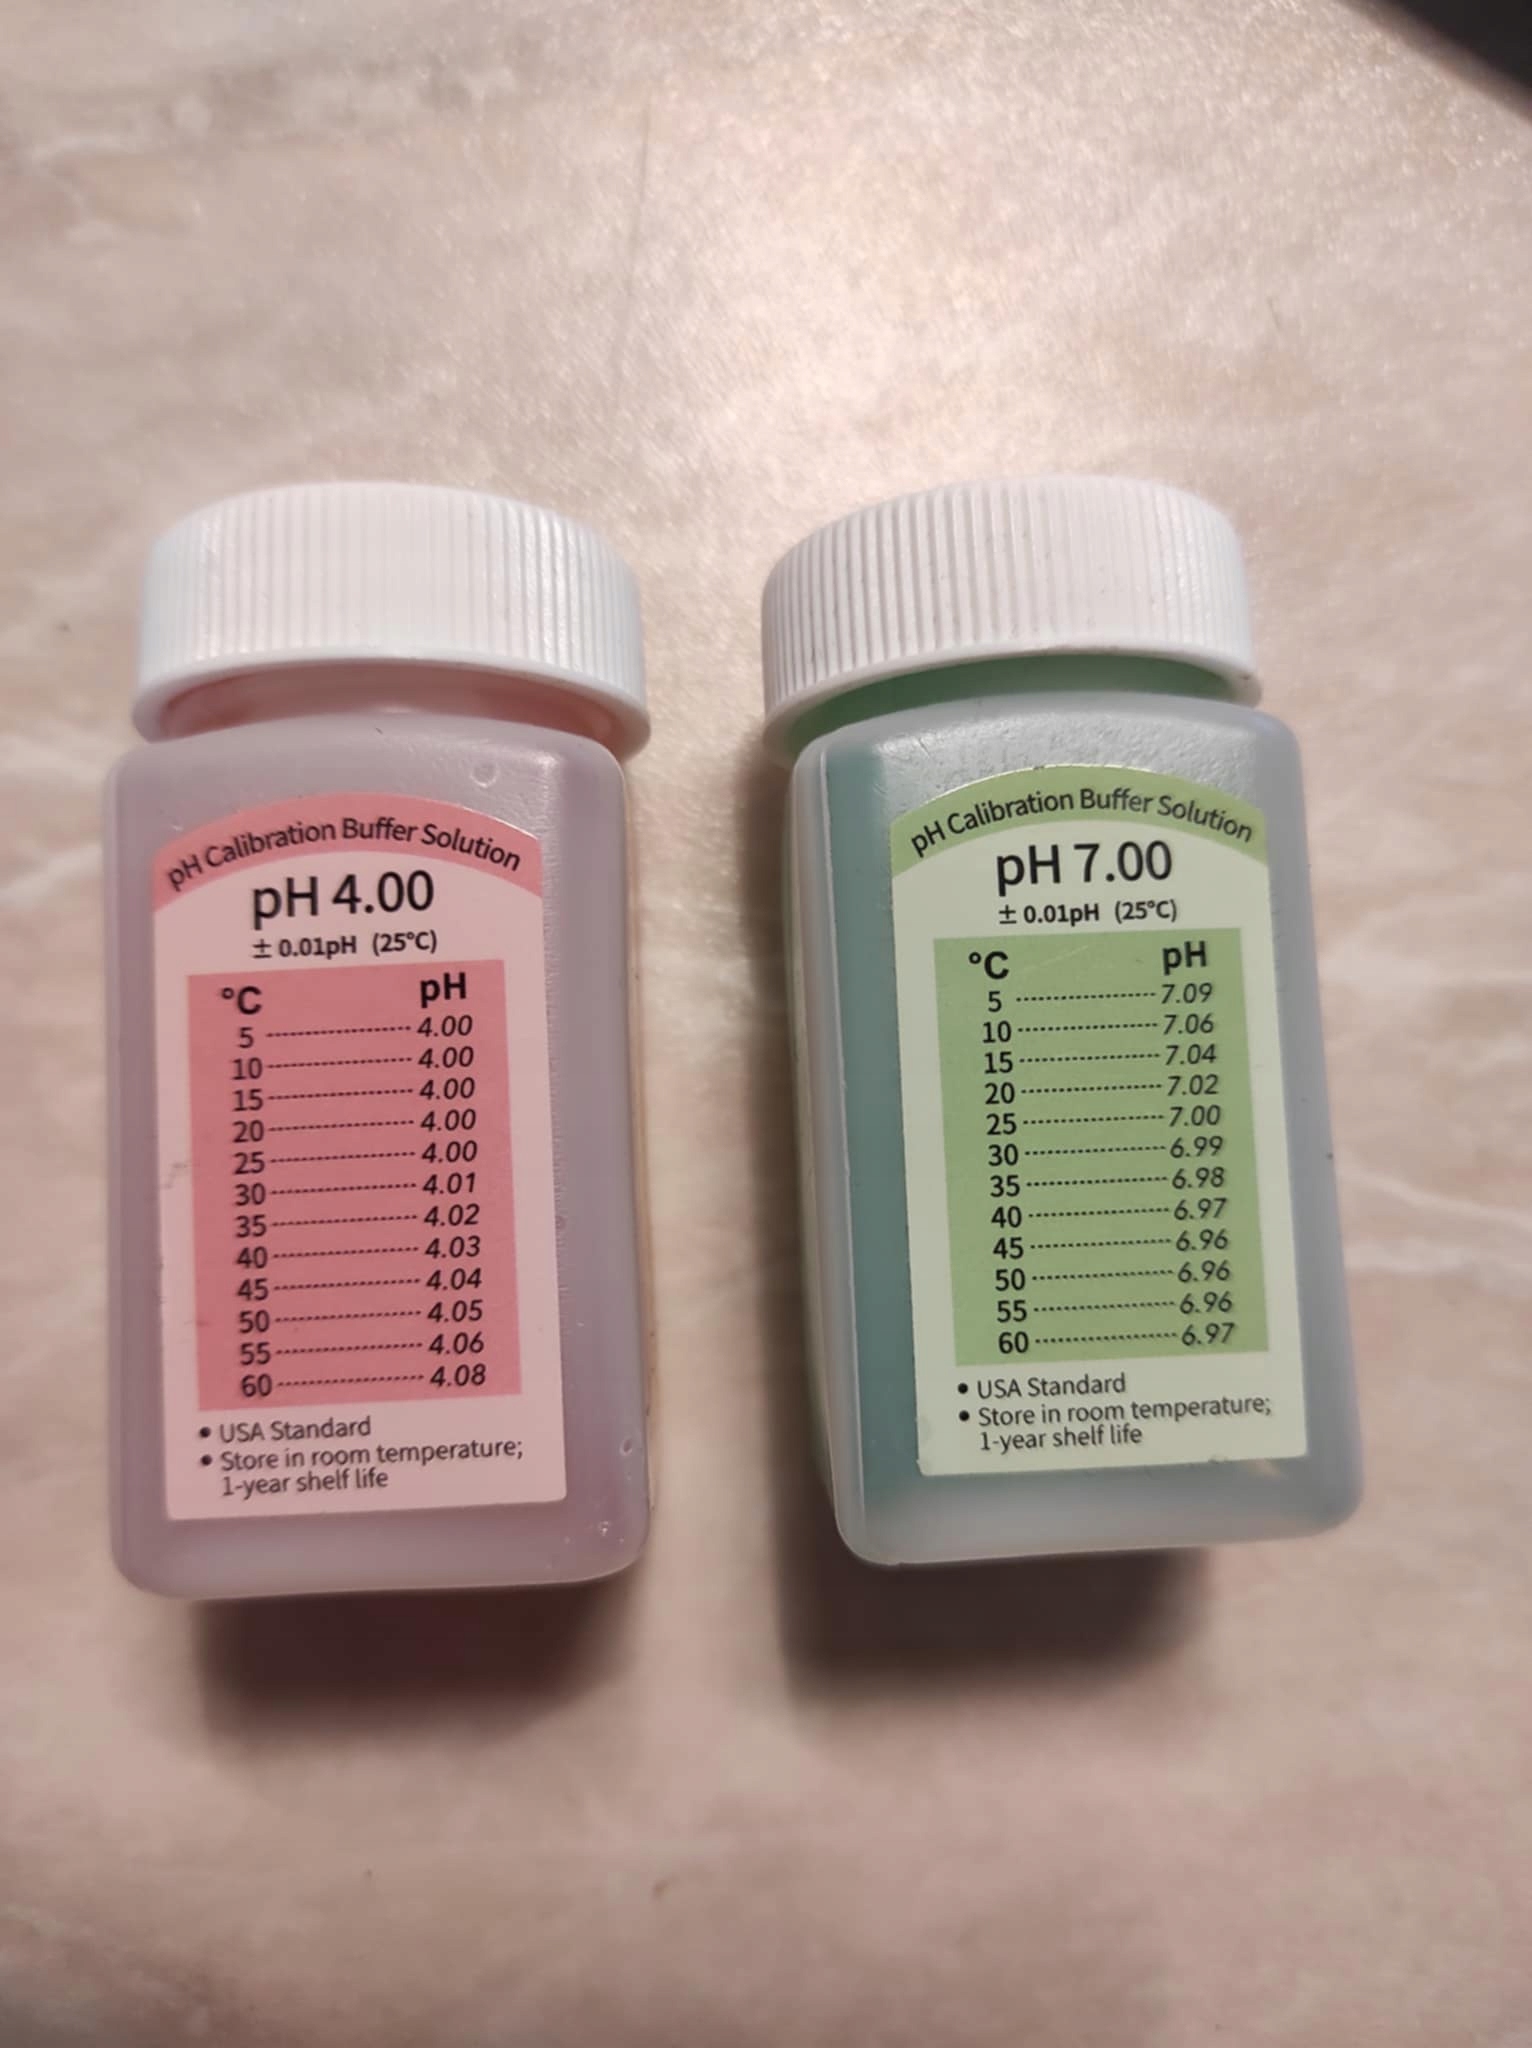 pH Calibration Buffer Solution
pH 4.00
± 0.01pH (25°C)
°C pH
5 4.00
10 4.00
15 4.00
20 4.00
25 4.00
30 4.01
35 4.02
40 4.03
45 4.04
50 4.05
55 4.06
60 4.08
• USA Standard
• Store in room temperature;
1-year shelf life
pH Calibration Buffer Solution
pH 7.00
± 0.01pH (25°C)
°C pH
5 7.09
10 7.06
15 7.04
20 7.02
25 7.00
30 6.99
35 6.98
40 6.97
45 6.96
50 6.96
55 6.96
60 6.97
• USA Standard
• Store in room temperature;
1-year shelf life